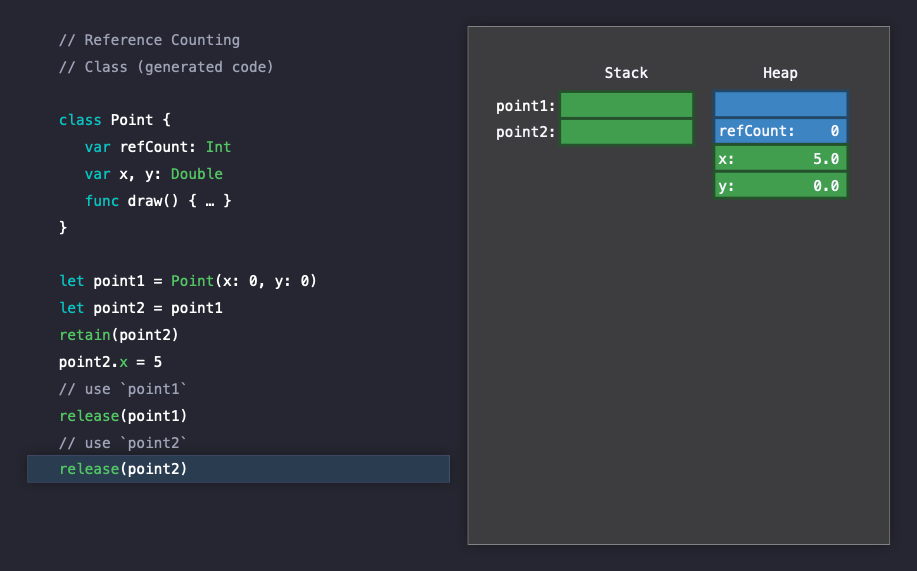 // Reference Counting
// Class (generated code)
class Point {
var refCount: Int
var x, y: Double
func draw() { … }
}
let point1 = Point(x: 0, y: 0)
let point2 = point1
retain(point2)
point2.x = 5
// use `point1`
release(point1)
// use `point2`
release(point2)
Stack Heap
point1:
point2:
refCount: 0
x: 5.0
y: 0.0